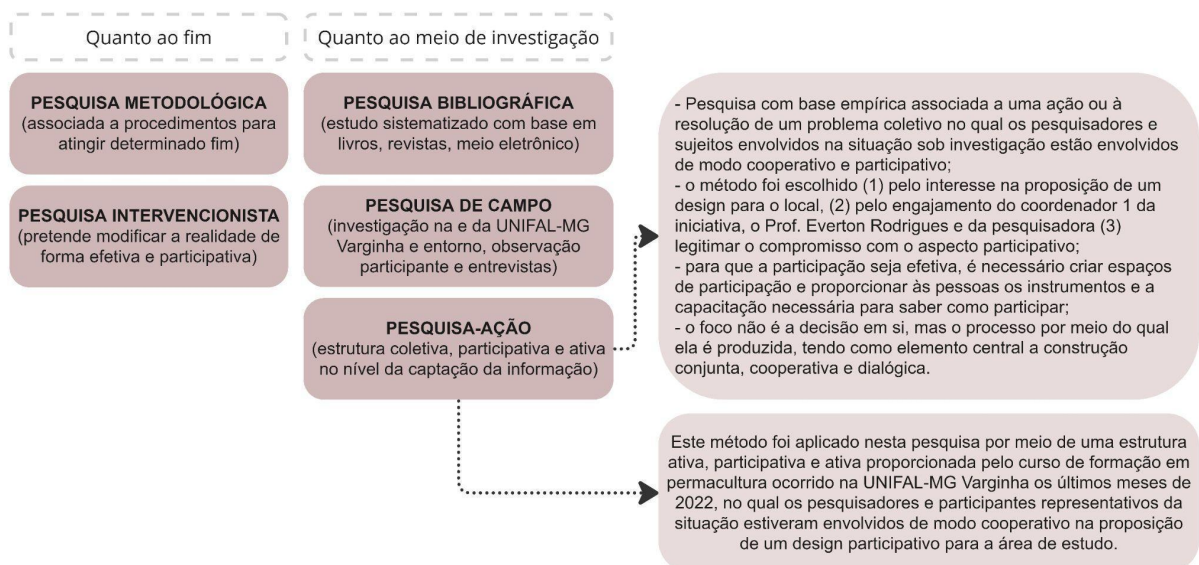 Quanto ao fim
Quanto ao meio de investigação
PESQUISA METODOLÓGICA
(associada a procedimentos para
atingir determinado fim)
PESQUISA INTERVENCIONISTA
(pretende modificar a realidade de
forma efetiva e participativa)
PESQUISA BIBLIOGRÁFICA
(estudo sistematizado com base em
livros, revistas, meio eletrônico)
PESQUISA DE CAMPO
(investigação na e da UNIFAL-MG
Varginha e entorno, observação
participante e entrevistas)
PESQUISA-AÇÃO
(estrutura coletiva, participativa e ativa
no nível da captação da informação)
- Pesquisa com base empírica associada a uma ação ou à
resolução de um problema coletivo no qual os pesquisadores e
sujeitos envolvidos na situação sob investigação estão envolvidos
de modo cooperativo e participativo;
- o método foi escolhido (1) pelo interesse na proposição de um
design para o local, (2) pelo engajamento do coordenador 1 da
iniciativa, o Prof. Everton Rodrigues e da pesquisadora (3)
legitimar o compromisso com o aspecto participativo;
- para que a participação seja efetiva, é necessário criar espaços
de participação e proporcionar às pessoas os instrumentos e a
capacitação necessária para saber como participar;
- o foco não é a decisão em si, mas o processo por meio do qual
ela é produzida, tendo como elemento central a construção
conjunta, cooperativa e dialógica.
Este método foi aplicado nesta pesquisa por meio de uma estrutura
ativa, participativa e ativa proporcionada pelo curso de formação em
permacultura ocorrido na UNIFAL-MG Varginha os últimos meses de
2022, no qual os pesquisadores e participantes representativos da
situação estiveram envolvidos de modo cooperativo na proposição
de um design participativo para a área de estudo.